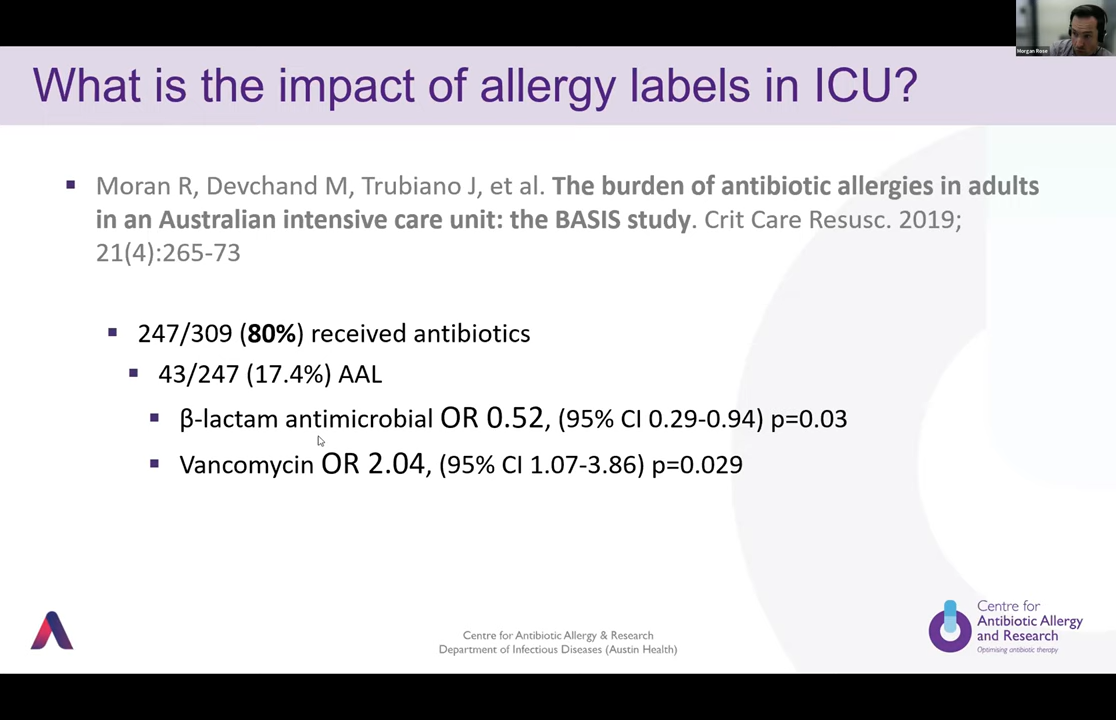 Morgan Rose
What is the impact of allergy labels in ICU?
▪ Moran R, Devchand M, Trubiano J, et al. The burden of antibiotic allergies in adults
in an Australian intensive care unit: the BASIS study. Crit Care Resusc. 2019;
21(4):265-73
▪ 247/309 (80%) received antibiotics
▪ 43/247 (17.4%) AAL
▪ β-lactam antimicrobial OR 0.52, (95% CI 0.29-0.94) p=0.03
▪ Vancomycin OR 2.04, (95% CI 1.07-3.86) p=0.029
Centre for Antibiotic Allergy & Research
Department of Infectious Diseases (Austin Health)
Centre for
Antibiotic Allergy
and Research
Optimising antibiotic therapy